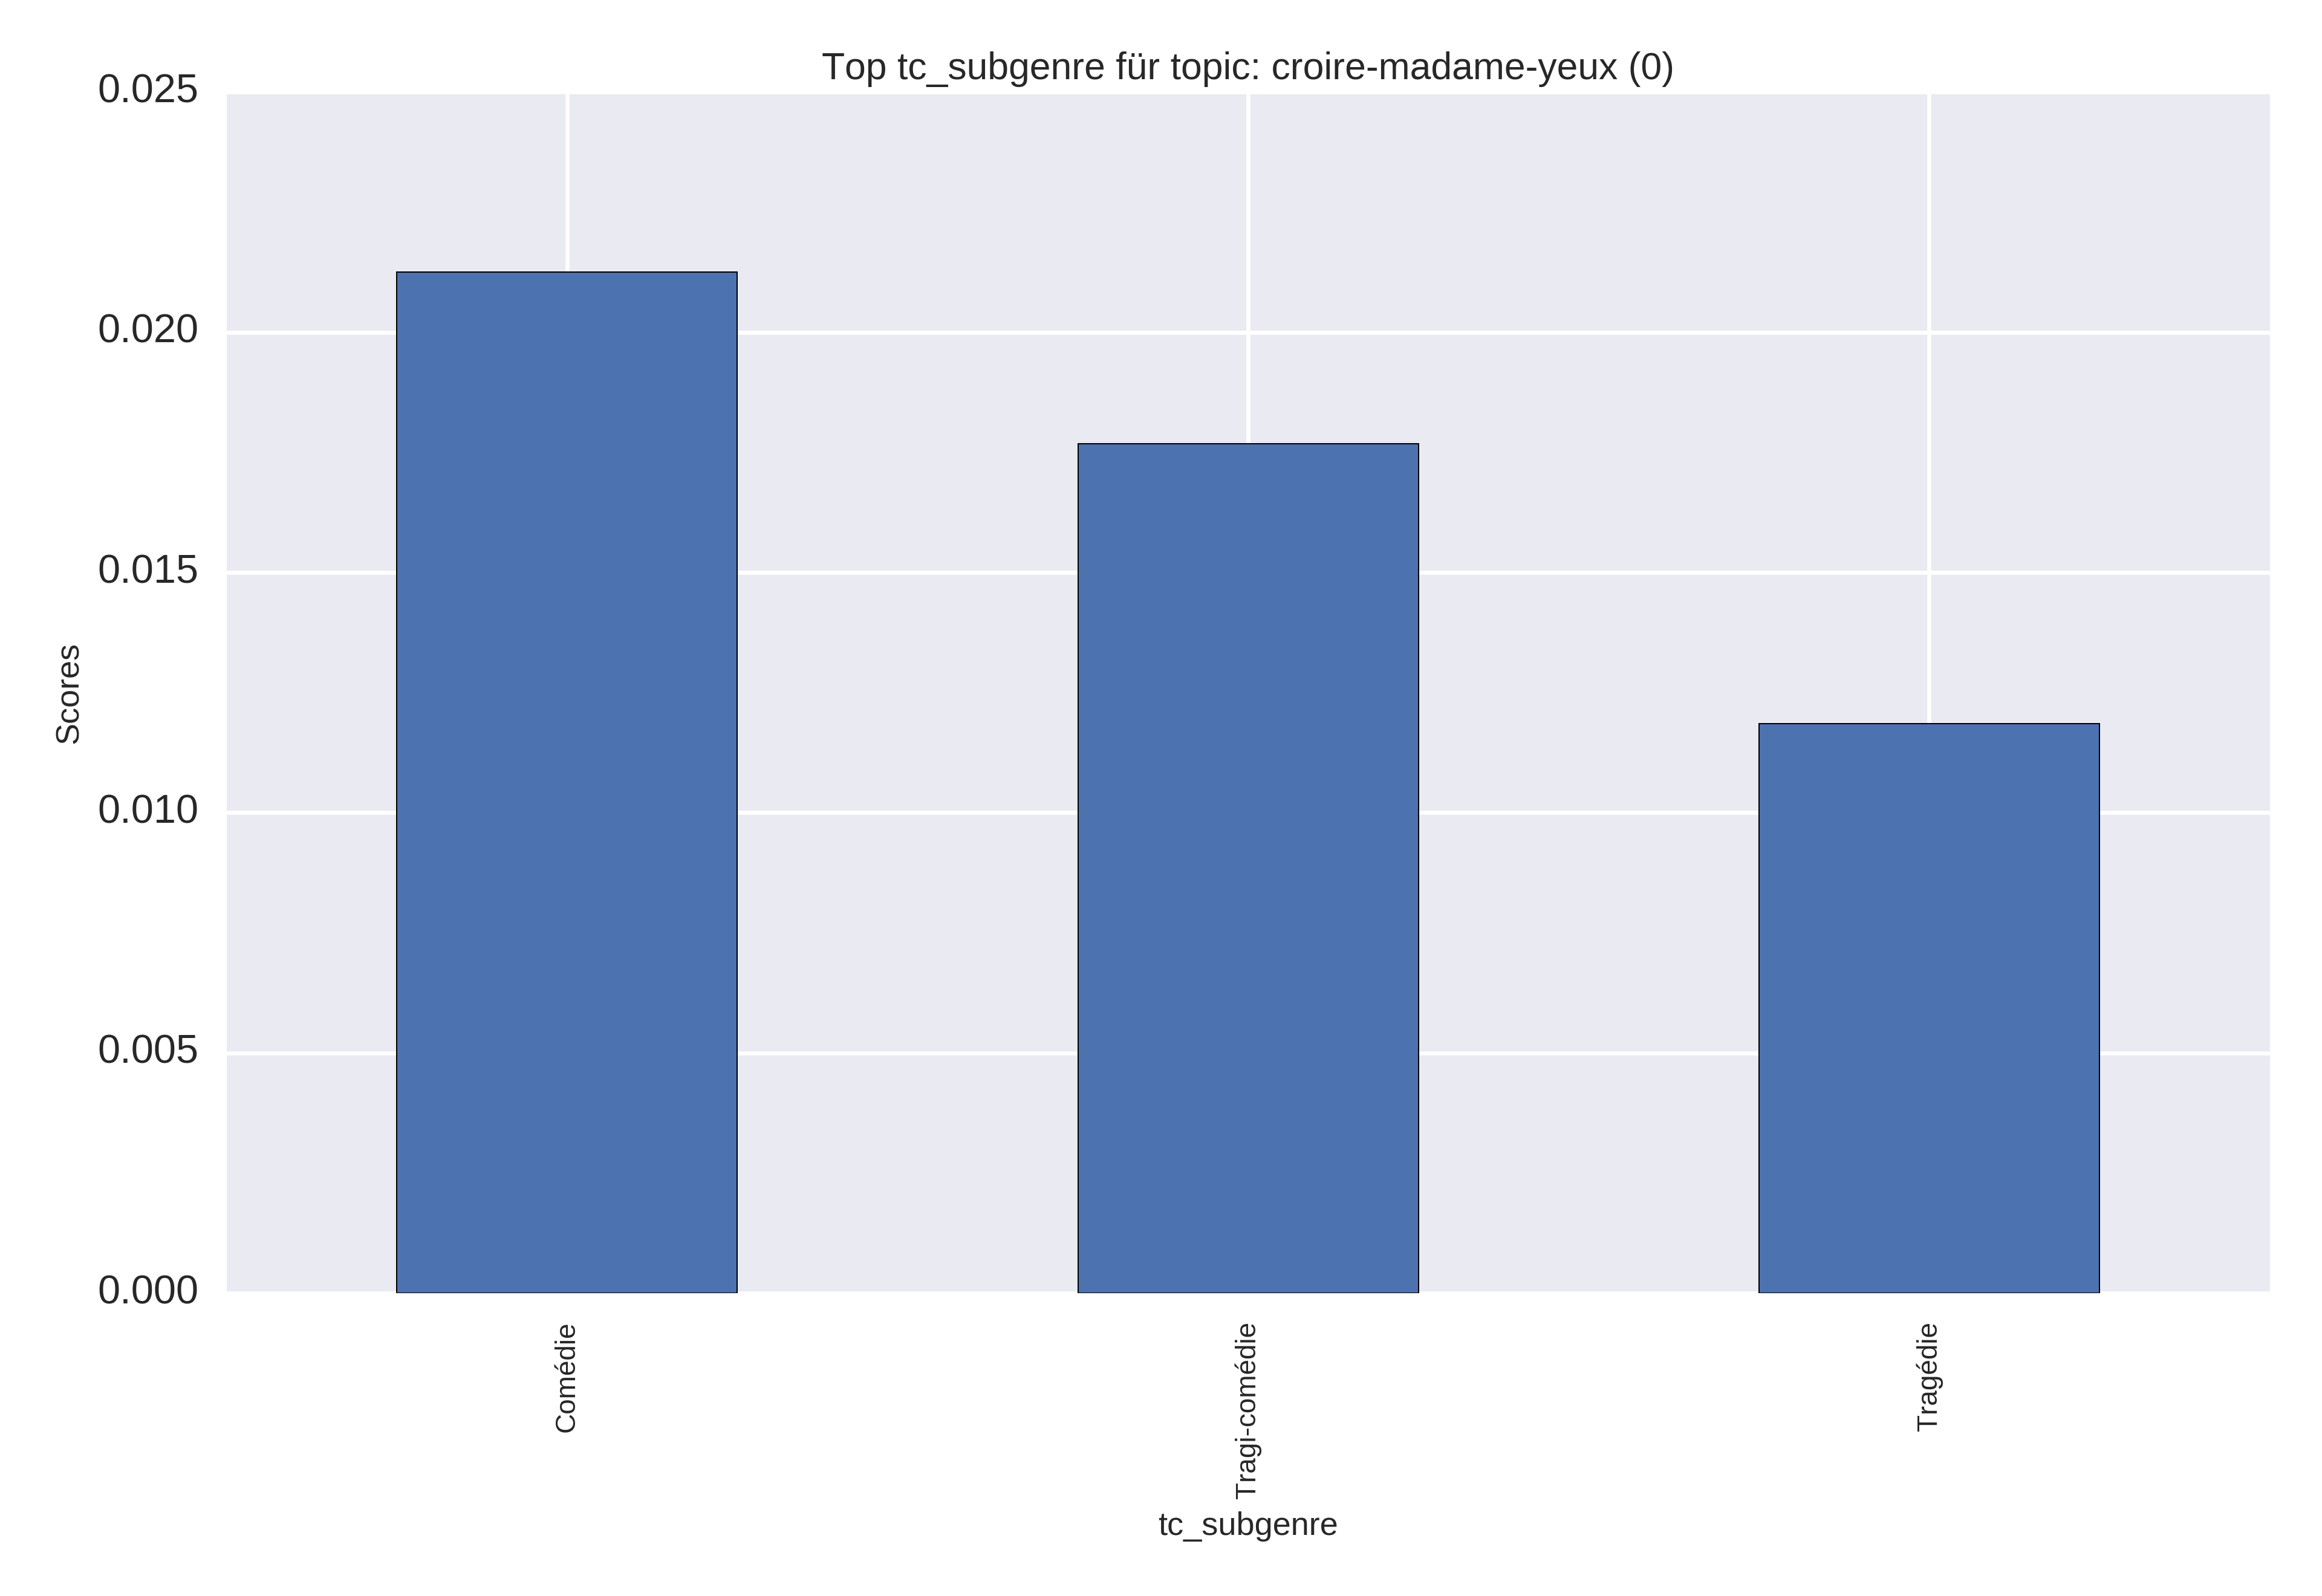 Top tc_subgenre für topic: croire-madame-yeux (0)
0.025
0.020
0.015
0.010
0.005
0.000
Scores
Comédie
Tragi-comédie
Tragédie
tc_subgenre